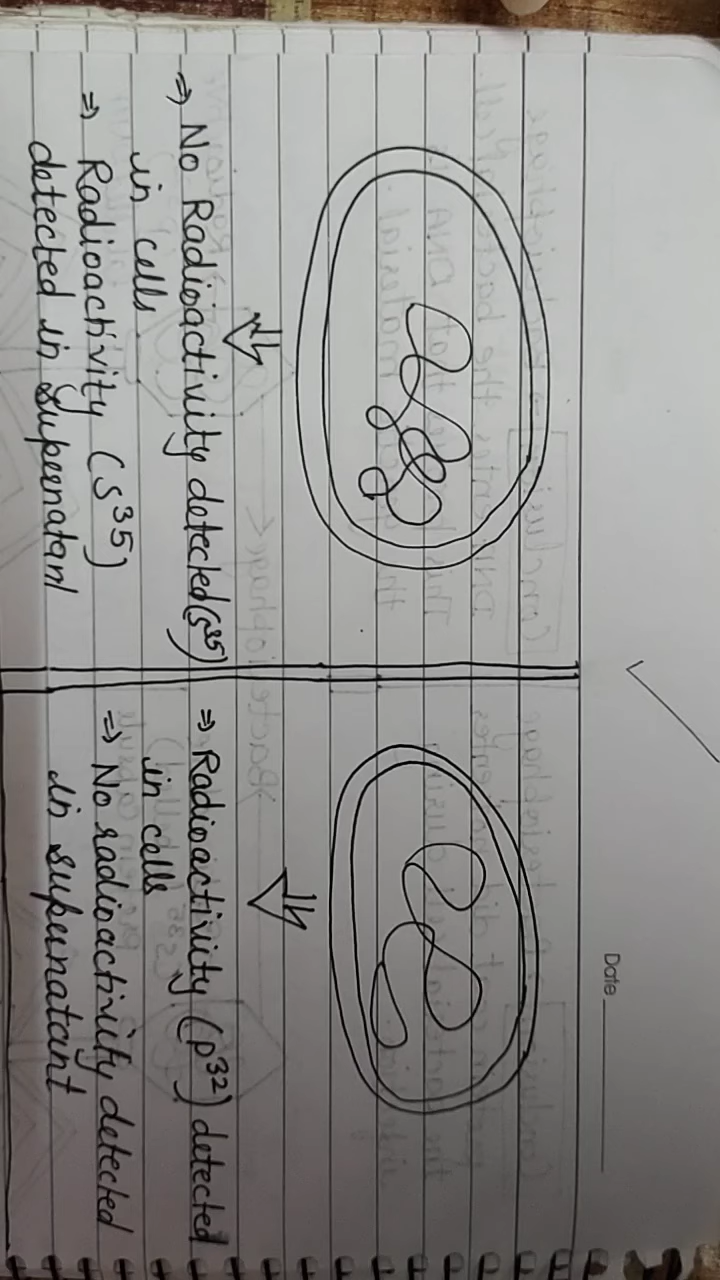 Date
⇒ No Radioactivity detected (S³⁵)
in cells
⇒ Radioactivity (S³⁵)
detected in Supernatant
⇒ Radioactivity (P³²) detected
in cells
⇒ No radioactivity detected
in supernatant